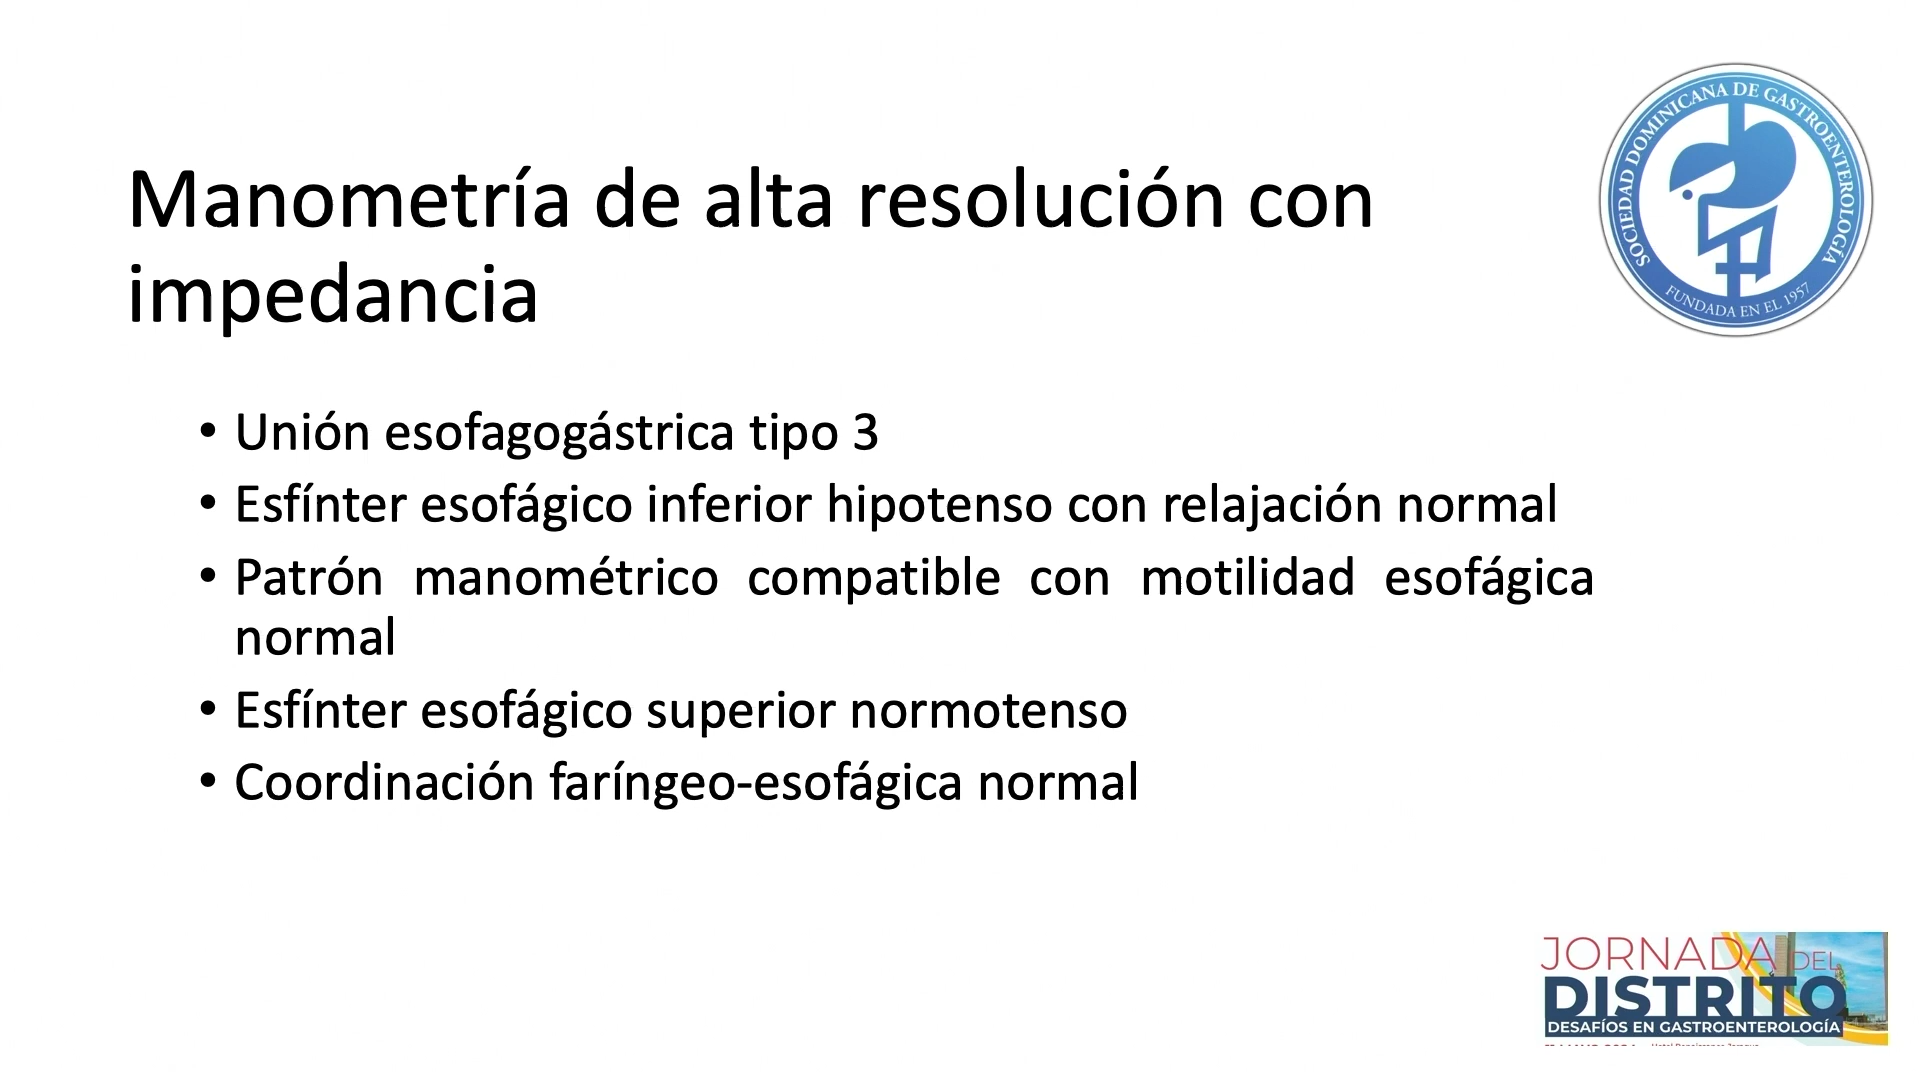 SOCIEDAD DOMINICANA DE GASTROENTEROLOGÍA
FUNDADA EN EL 1957
Manometría de alta resolución con
impedancia
• Unión esofagogástrica tipo 3
• Esfínter esofágico inferior hipotenso con relajación normal
• Patrón manométrico compatible con motilidad esofágica
normal
• Esfínter esofágico superior normotenso
• Coordinación faríngeo-esofágica normal
JORNADA DEL
DISTRITO
DESAFÍOS EN GASTROENTEROLOGÍA